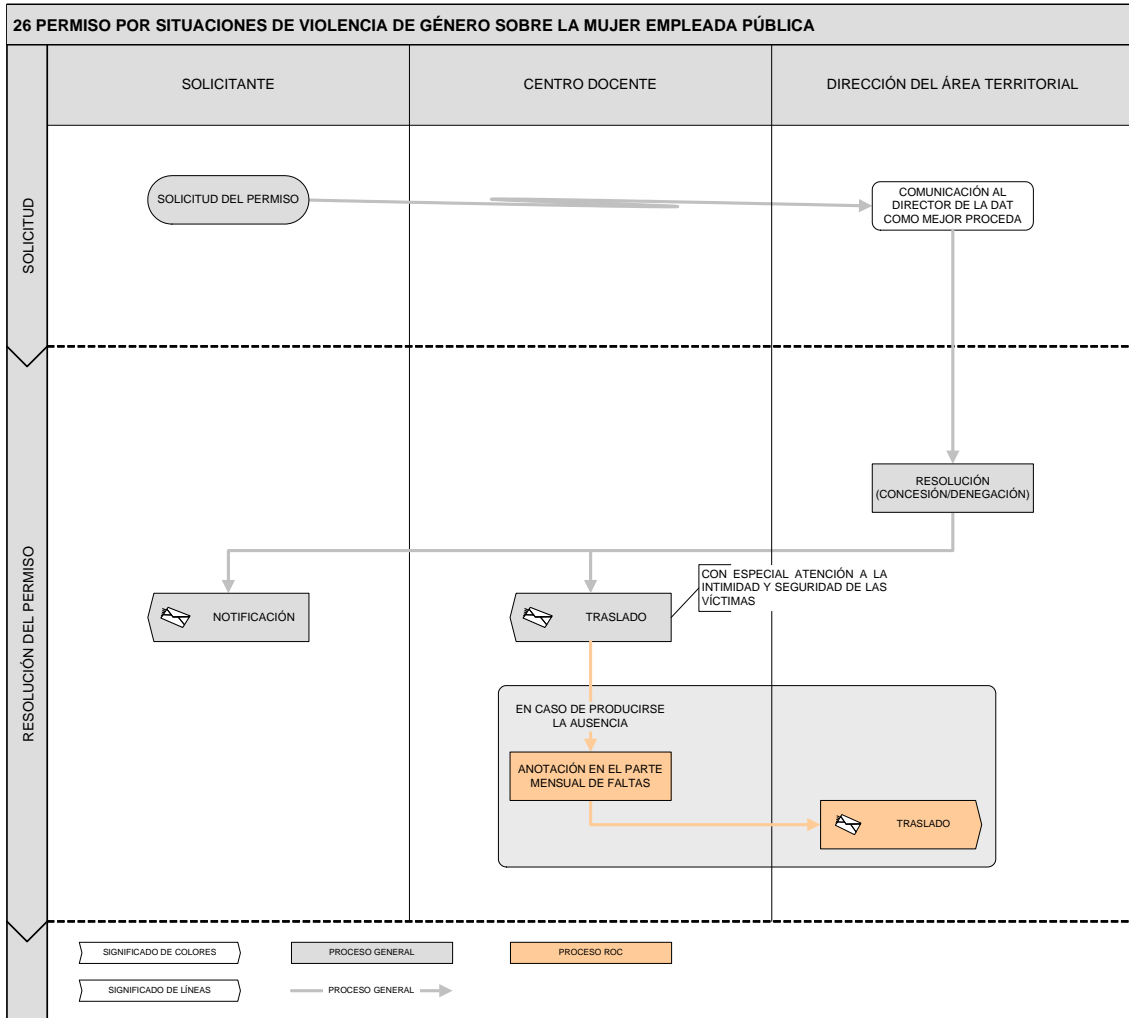 26 PERMISO POR SITUACIONES DE VIOLENCIA DE GÉNERO SOBRE LA MUJER EMPLEADA PÚBLICA
SOLICITANTE
CENTRO DOCENTE
DIRECCIÓN DEL ÁREA TERRITORIAL
SOLICITUD
SOLICITUD DEL PERMISO
COMUNICACIÓN AL
DIRECTOR DE LA DAT
COMO MEJOR PROCEDA
RESOLUCIÓN DEL PERMISO
RESOLUCIÓN
(CONCESIÓN/DENEGACIÓN)
NOTIFICACIÓN
TRASLADO
CON ESPECIAL ATENCIÓN A LA
INTIMIDAD Y SEGURIDAD DE LAS
VÍCTIMAS
EN CASO DE PRODUCIRSE
LA AUSENCIA
ANOTACIÓN EN EL PARTE
MENSUAL DE FALTAS
TRASLADO
SIGNIFICADO DE COLORES
PROCESO GENERAL
PROCESO ROC
SIGNIFICADO DE LÍNEAS
PROCESO GENERAL